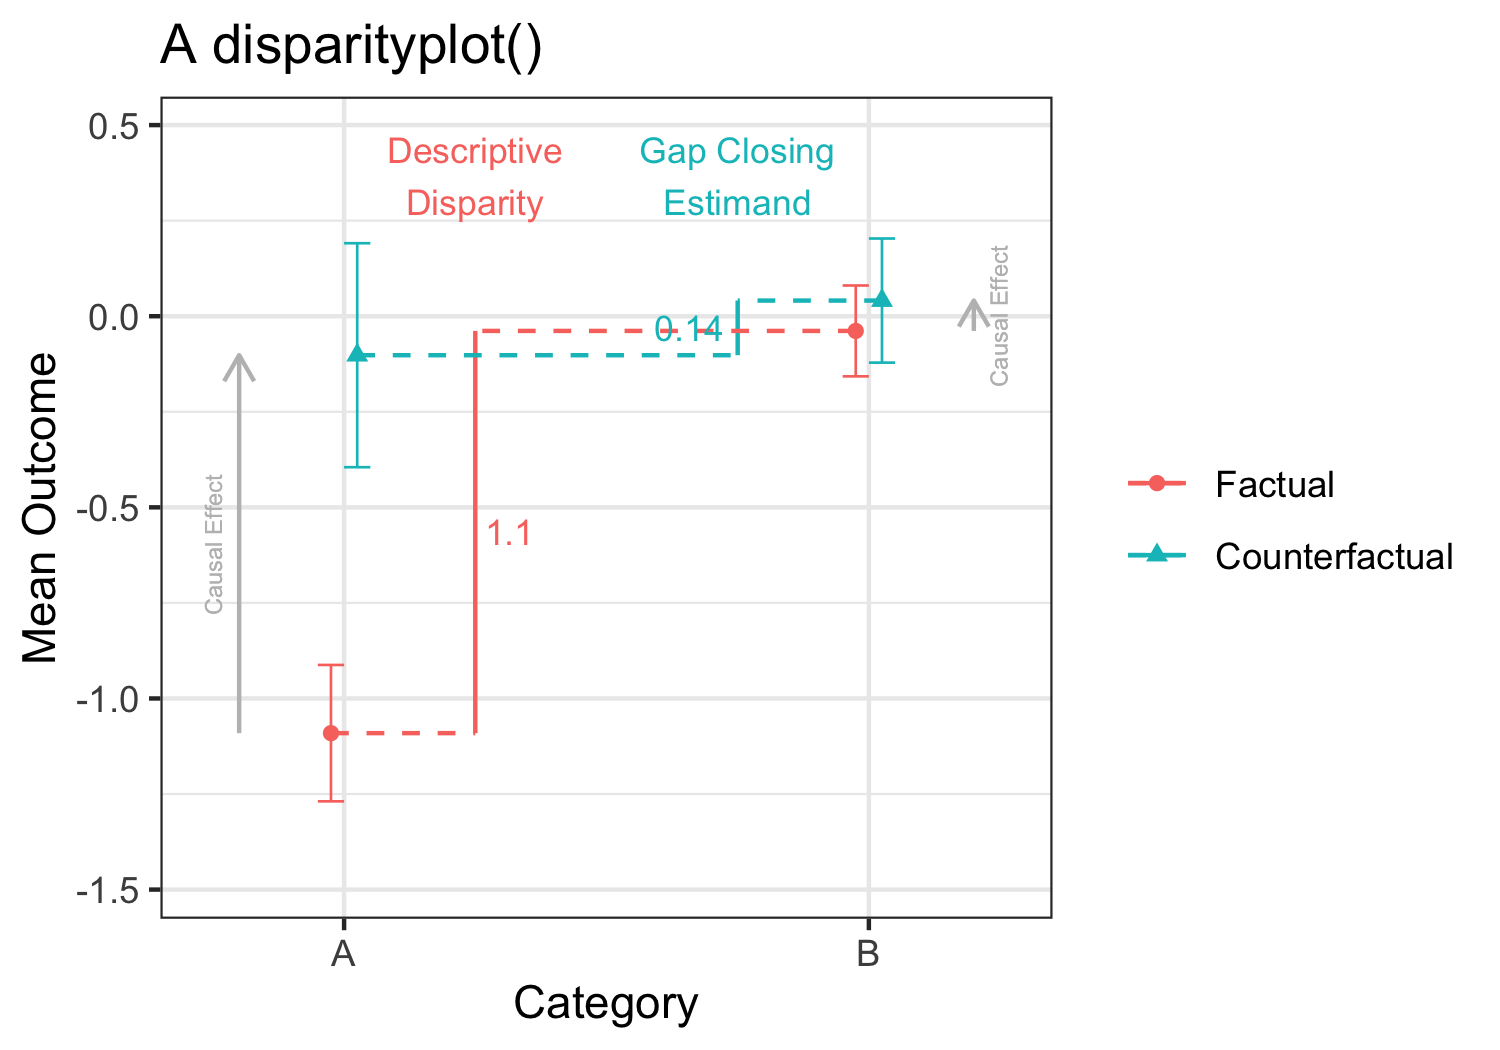 A disparityplot()
Mean Outcome
0.5
0.0
-0.5
-1.0
-1.5
Descriptive
Disparity
Gap Closing
Estimand
Causal Effect
0.14
1.1
Causal Effect
A
B
Category
Factual
Counterfactual